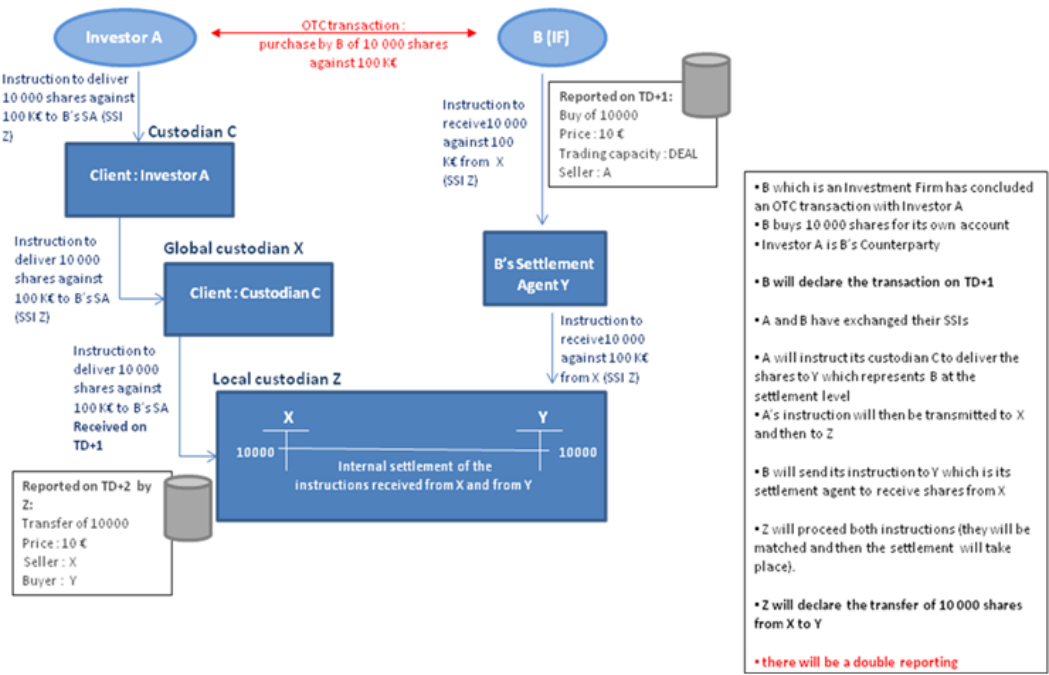 Investor A
OTC transaction :
purchase by B of 10 000 shares
against 100 K€
B (IF)
Instruction to deliver
10 000 shares against
100 K€ to B's SA (SSI
Z)
Custodian C
Client : Investor A
Instruction to
receive10 000
against 100
K€ from X
(SSI Z)
Reported on TD+1:
Buy of 10000
Price : 10 €
Trading capacity : DEAL
Seller : A
Instruction to
deliver 10 000
shares against
100 K€ to B's SA
(SSI Z)
Global custodian X
Client : Custodian C
B's Settlement
Agent Y
Instruction to
deliver 10 000
shares against
100 K€ to B's SA
Received on
TD+1
Instruction to
receive10 000
against 100 K€
from X (SSI Z)
Local custodian Z
X
Y
10000
10000
Internal settlement of the
instructions received from X and from Y
Reported on TD+2 by
Z:
Transfer of 10000
Price : 10 €
Seller : X
Buyer : Y
▪ B which is an Investment Firm has concluded
an OTC transaction with Investor A
▪ B buys 10 000 shares for its own account
▪ Investor A is B's Counterparty
▪ B will declare the transaction on TD+1
▪ A and B have exchanged their SSIs
▪ A will instruct its custodian C to deliver the
shares to Y which represents B at the
settlement level
▪ A's instruction will then be transmitted to X
and then to Z
▪ B will send its instruction to Y which is its
settlement agent to receive shares from X
▪ Z will proceed both instructions (they will be
matched and then the settlement will take
place).
▪ Z will declare the transfer of 10 000 shares
from X to Y
▪ there will be a double reporting